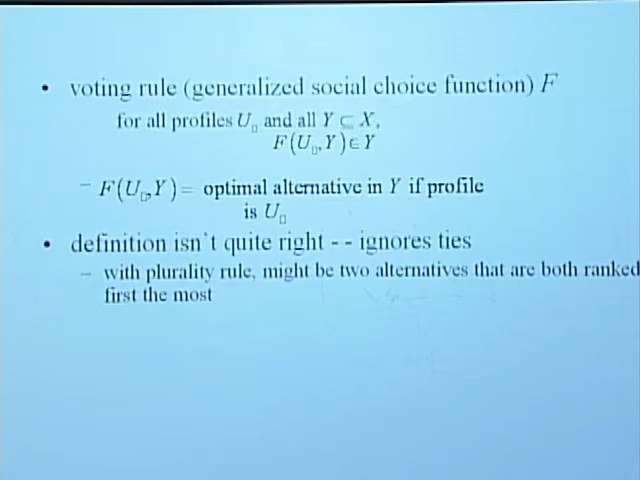 • voting rule (generalized social choice function) F
for all profiles U▯ and all Y ⊆ X,
F(U▯,Y)∈Y
– F(U▯,Y)= optimal alternative in Y if profile
is U▯
• definition isn`t quite right - - ignores ties
– with plurality rule, might be two alternatives that are both ranked
first the most